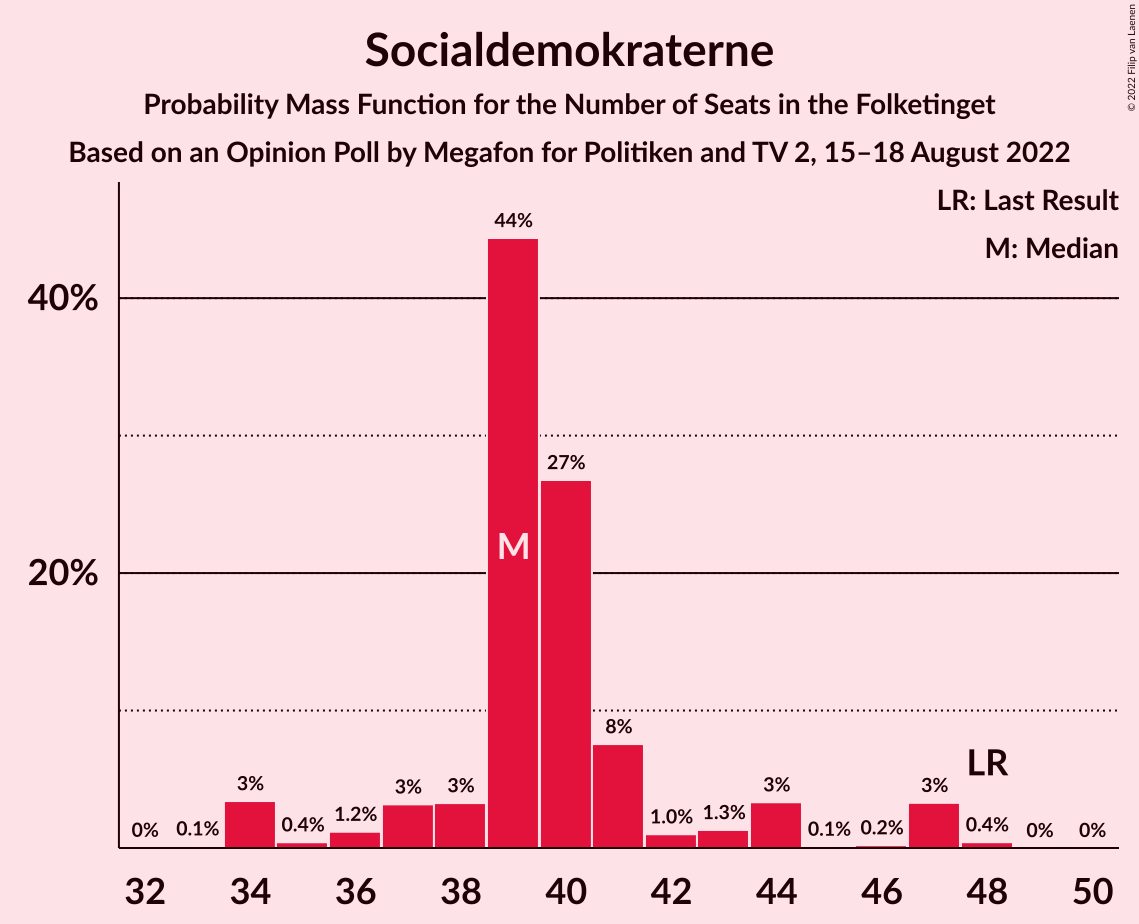 Socialdemokraterne
Probability Mass Function for the Number of Seats in the Folketinget
Based on an Opinion Poll by Megafon for Politiken and TV 2, 15–18 August 2022
© 2022 Filip van Laenen
LR: Last Result
M: Median
40%
20%
0%
0.1%
3%
0.4%
1.2%
3%
3%
44%
M
27%
8%
1.0%
1.3%
3%
0.1%
0.2%
3%
LR
0.4%
0%
0%
32 34 36 38 40 42 44 46 48 50